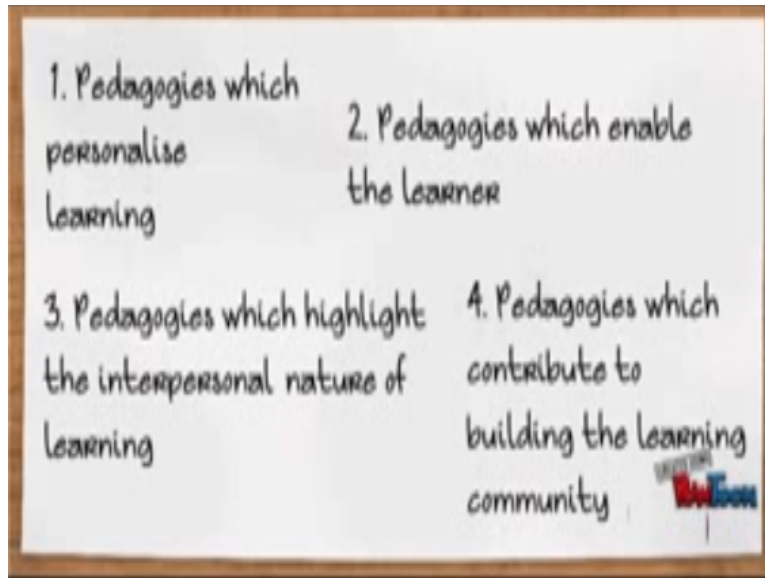 1. Pedagogies which
personalise
learning
2. Pedagogies which enable
the learner
3. Pedagogies which highlight
the interpersonal nature of
learning
4. Pedagogies which
contribute to
building the learning
community
PowToon